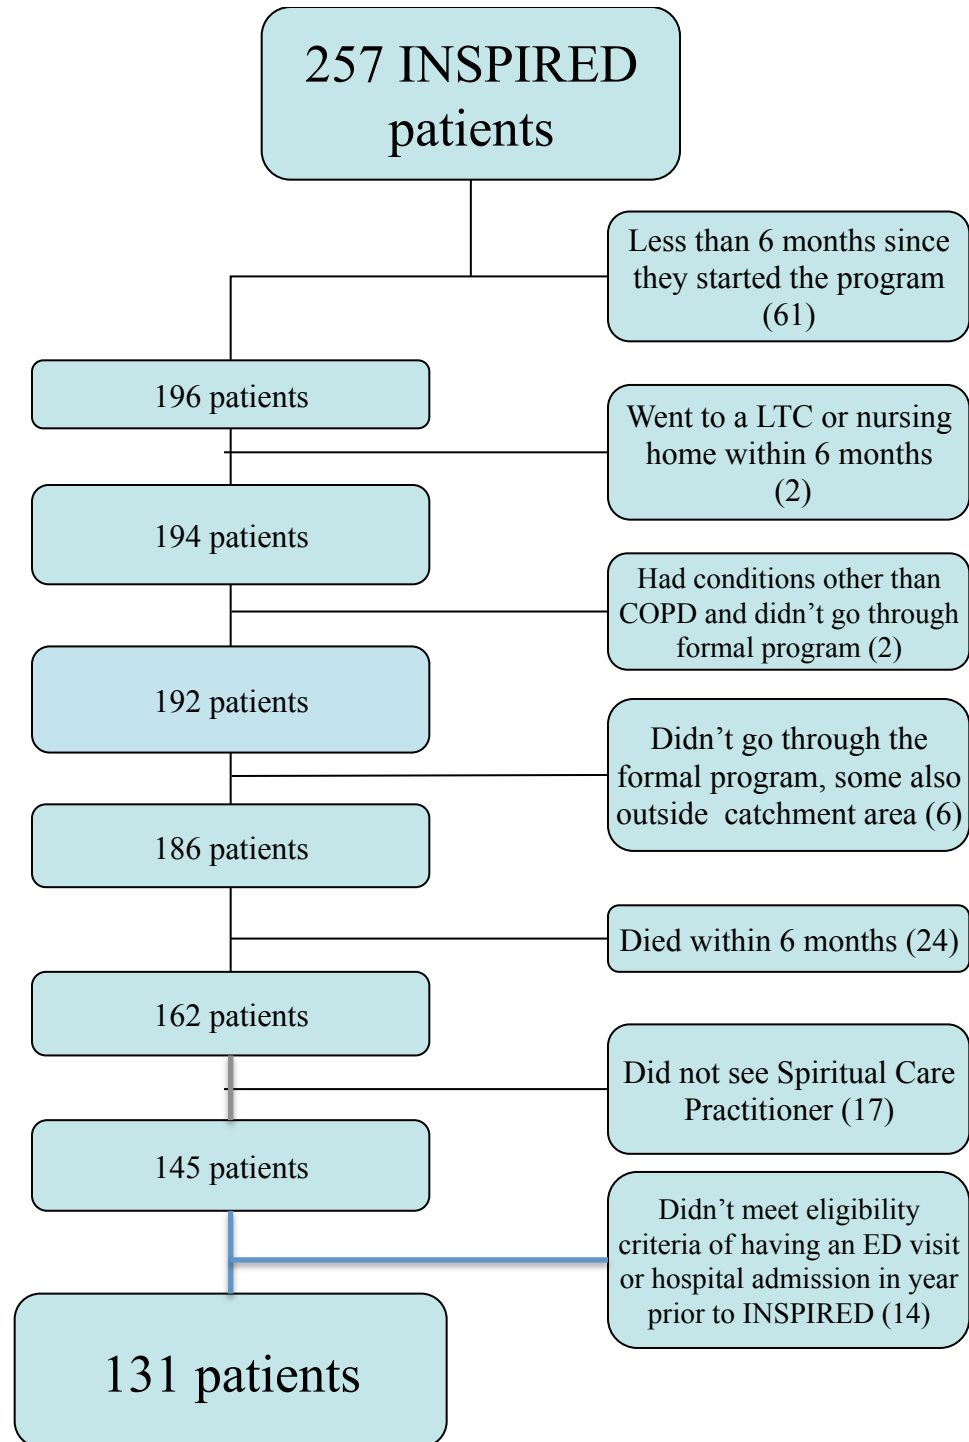 257 INSPIRED
patients
Less than 6 months since
they started the program
(61)
196 patients
Went to a LTC or nursing
home within 6 months
(2)
194 patients
Had conditions other than
COPD and didn’t go through
formal program (2)
192 patients
Didn’t go through the
formal program, some also
outside catchment area (6)
186 patients
Died within 6 months (24)
162 patients
Did not see Spiritual Care
Practitioner (17)
145 patients
Didn’t meet eligibility
criteria of having an ED visit
or hospital admission in year
prior to INSPIRED (14)
131 patients